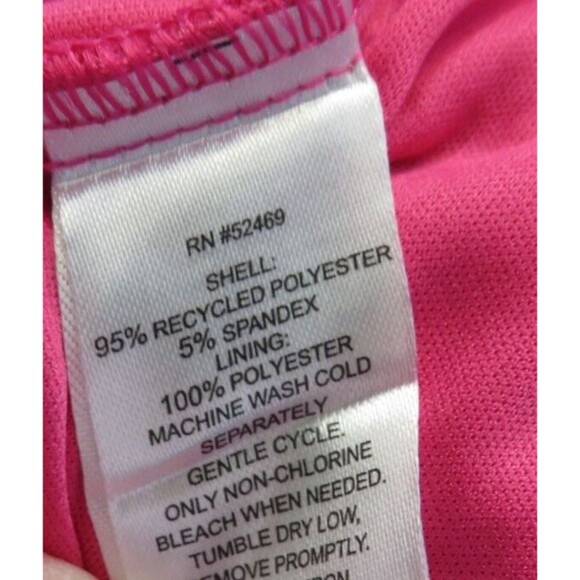 RN #52469
SHELL:
95% RECYCLED POLYESTER
5% SPANDEX
LINING:
100% POLYESTER
MACHINE WASH COLD
SEPARATELY
GENTLE CYCLE.
ONLY NON-CHLORINE
BLEACH WHEN NEEDED.
TUMBLE DRY LOW,
REMOVE PROMPTLY.